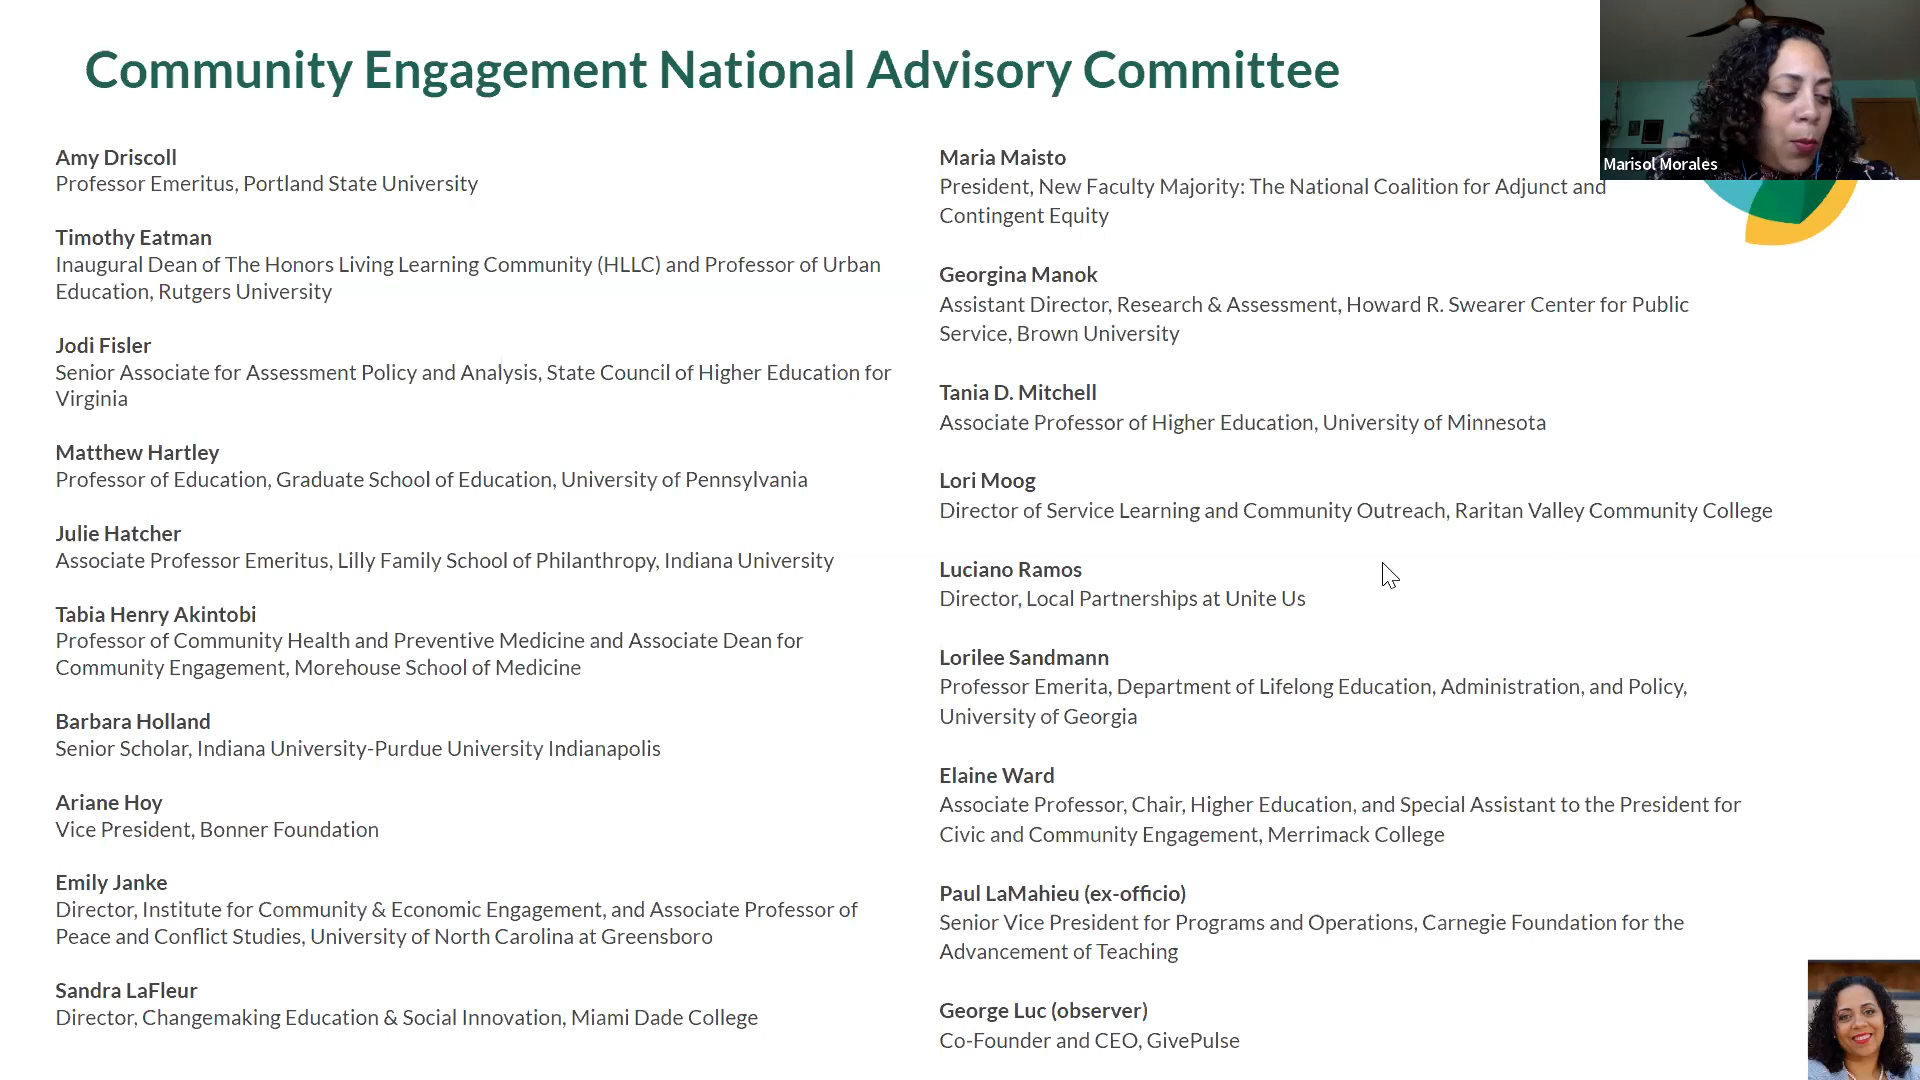 Community Engagement National Advisory Committee
Amy Driscoll
Professor Emeritus, Portland State University
Timothy Eatman
Inaugural Dean of The Honors Living Learning Community (HLLC) and Professor of Urban
Education, Rutgers University
Jodi Fisler
Senior Associate for Assessment Policy and Analysis, State Council of Higher Education for
Virginia
Matthew Hartley
Professor of Education, Graduate School of Education, University of Pennsylvania
Julie Hatcher
Associate Professor Emeritus, Lilly Family School of Philanthropy, Indiana University
Tabia Henry Akintobi
Professor of Community Health and Preventive Medicine and Associate Dean for
Community Engagement, Morehouse School of Medicine
Barbara Holland
Senior Scholar, Indiana University-Purdue University Indianapolis
Ariane Hoy
Vice President, Bonner Foundation
Emily Janke
Director, Institute for Community & Economic Engagement, and Associate Professor of
Peace and Conflict Studies, University of North Carolina at Greensboro
Sandra LaFleur
Director, Changemaking Education & Social Innovation, Miami Dade College
Maria Maisto
President, New Faculty Majority: The National Coalition for Adjunct and
Contingent Equity
Georgina Manok
Assistant Director, Research & Assessment, Howard R. Swearer Center for Public
Service, Brown University
Tania D. Mitchell
Associate Professor of Higher Education, University of Minnesota
Lori Moog
Director of Service Learning and Community Outreach, Raritan Valley Community College
Luciano Ramos
Director, Local Partnerships at Unite Us
Lorilee Sandmann
Professor Emerita, Department of Lifelong Education, Administration, and Policy,
University of Georgia
Elaine Ward
Associate Professor, Chair, Higher Education, and Special Assistant to the President for
Civic and Community Engagement, Merrimack College
Paul LaMahieu (ex-officio)
Senior Vice President for Programs and Operations, Carnegie Foundation for the
Advancement of Teaching
George Luc (observer)
Co-Founder and CEO, GivePulse
Marisol Morales